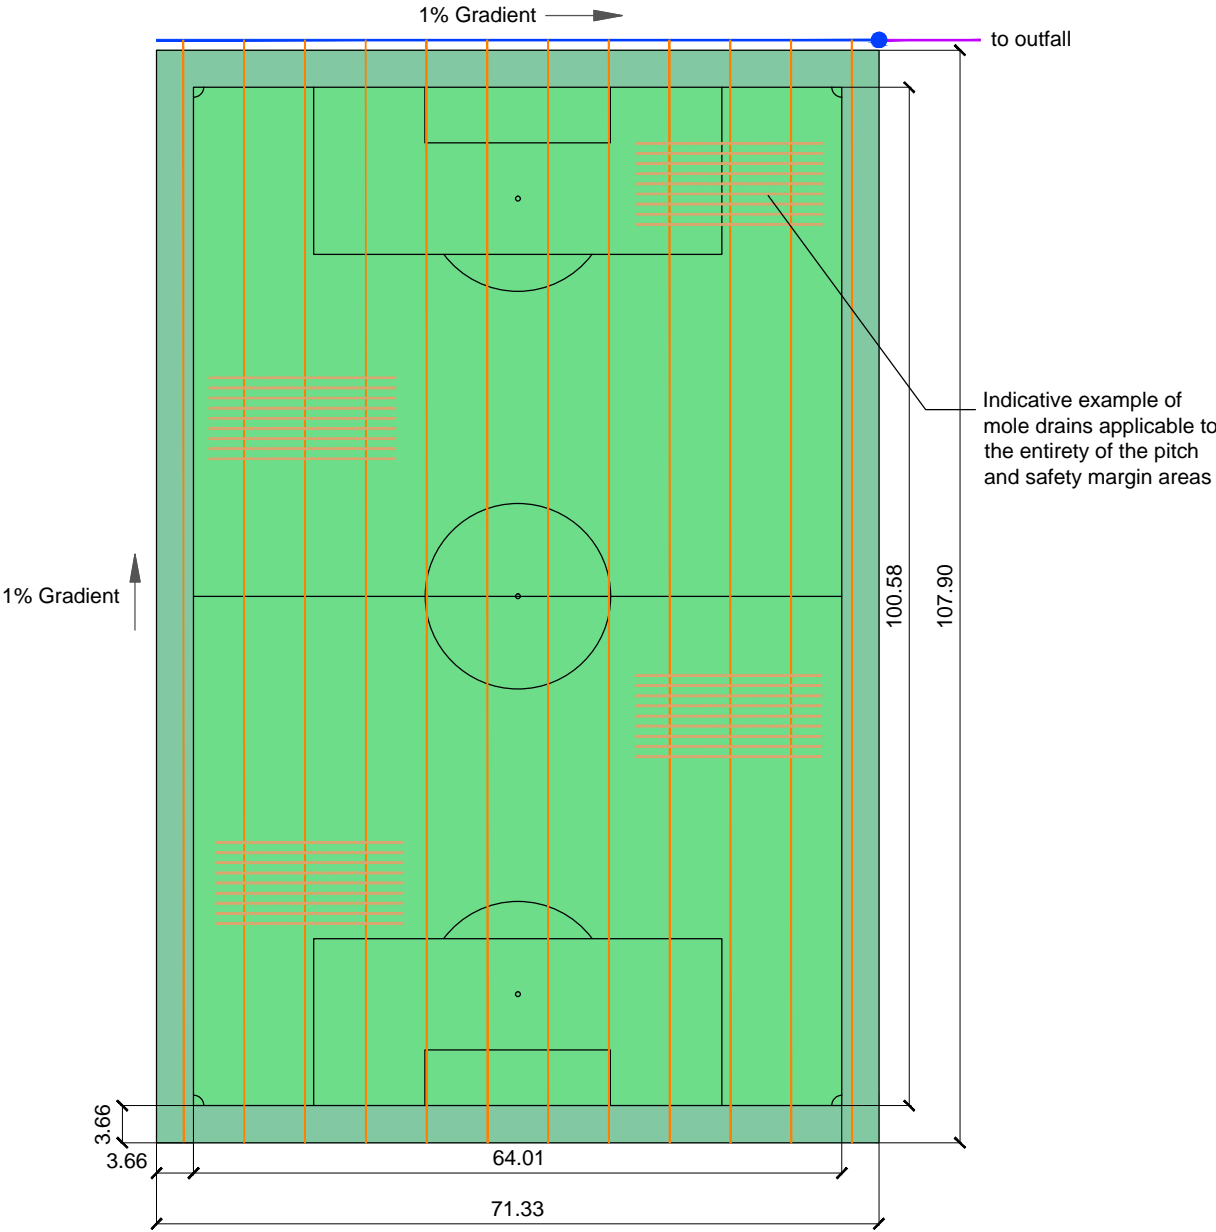 1% Gradient
to outfall
Indicative example of
mole drains applicable to
the entirety of the pitch
and safety margin areas
100.58
107.90
1% Gradient
3.66
3.66
64.01
71.33